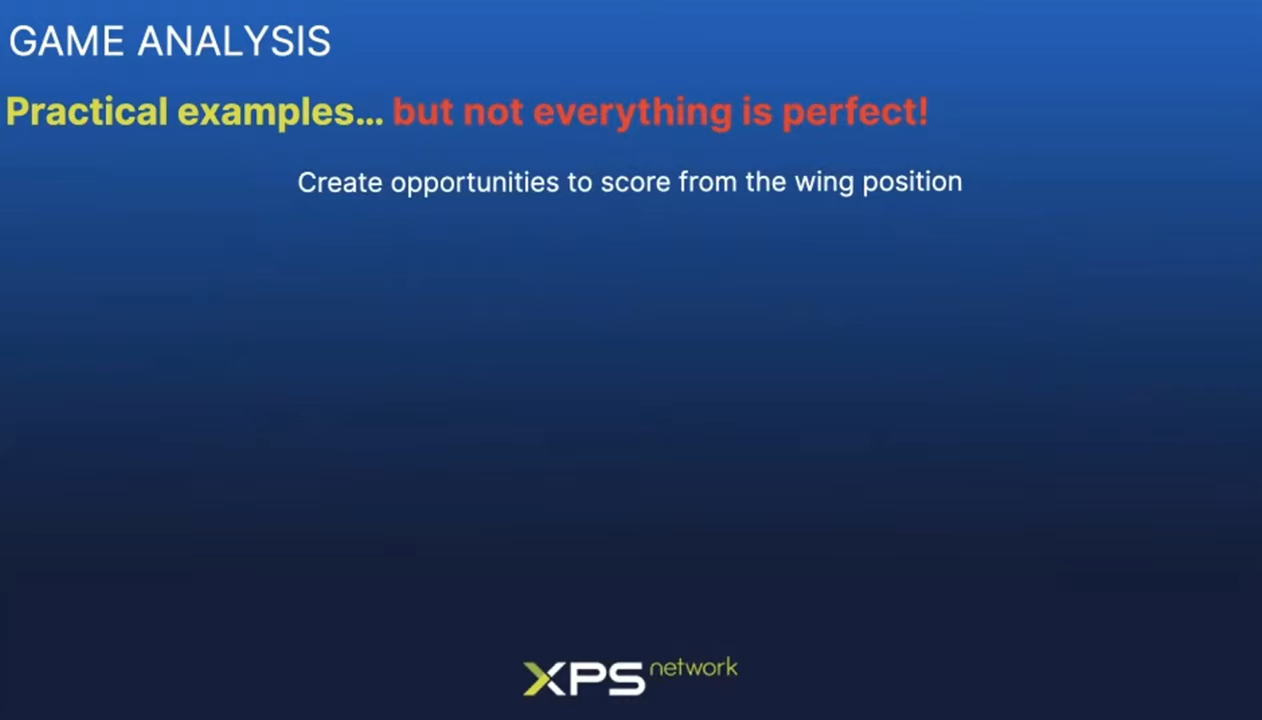 GAME ANALYSIS
Practical examples... but not everything is perfect!
Create opportunities to score from the wing position
XPS network